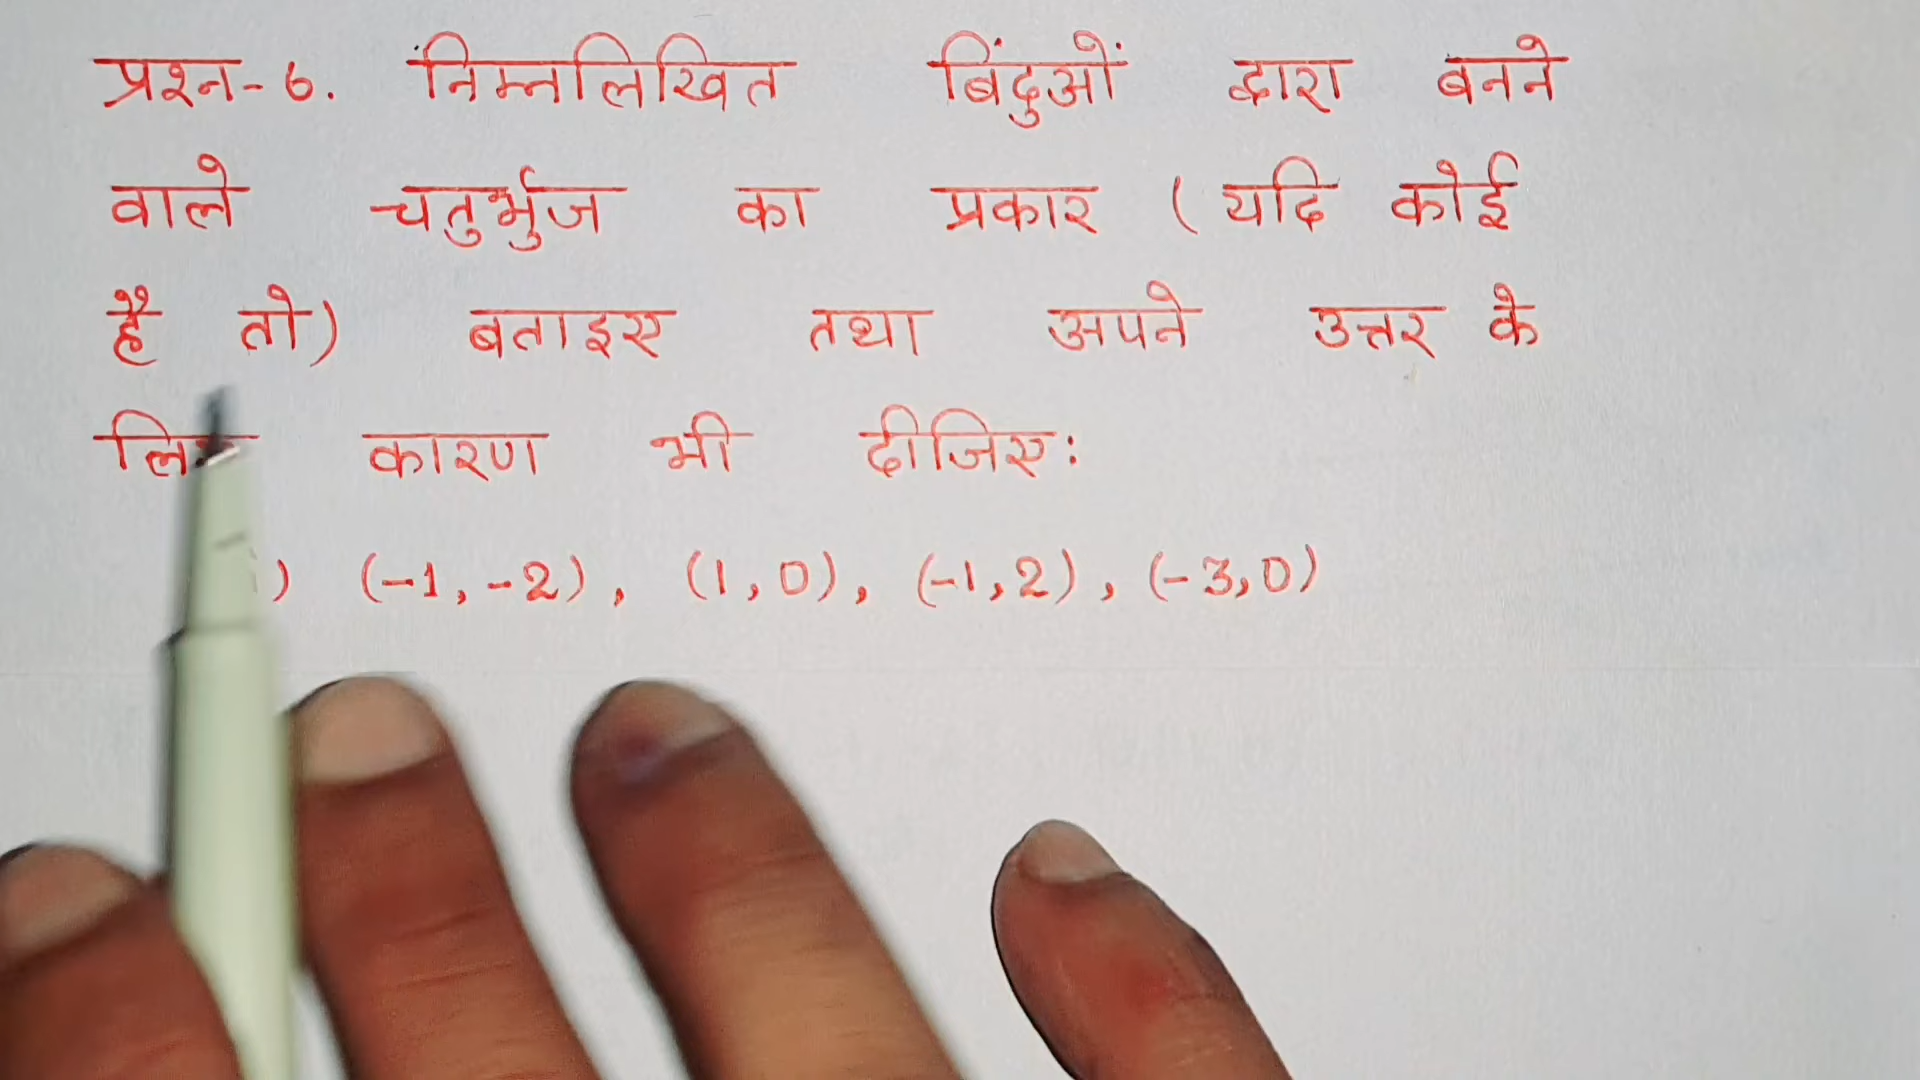 प्रश्न-6. निम्नलिखित बिंदुओं द्वारा बनने
वाले चतुर्भुज का प्रकार (यदि कोई
है तो) बताइए तथा अपने उत्तर के
कारण भी दीजिए:
) (-1,-2), (1,0), (-1,2), (-3,0)